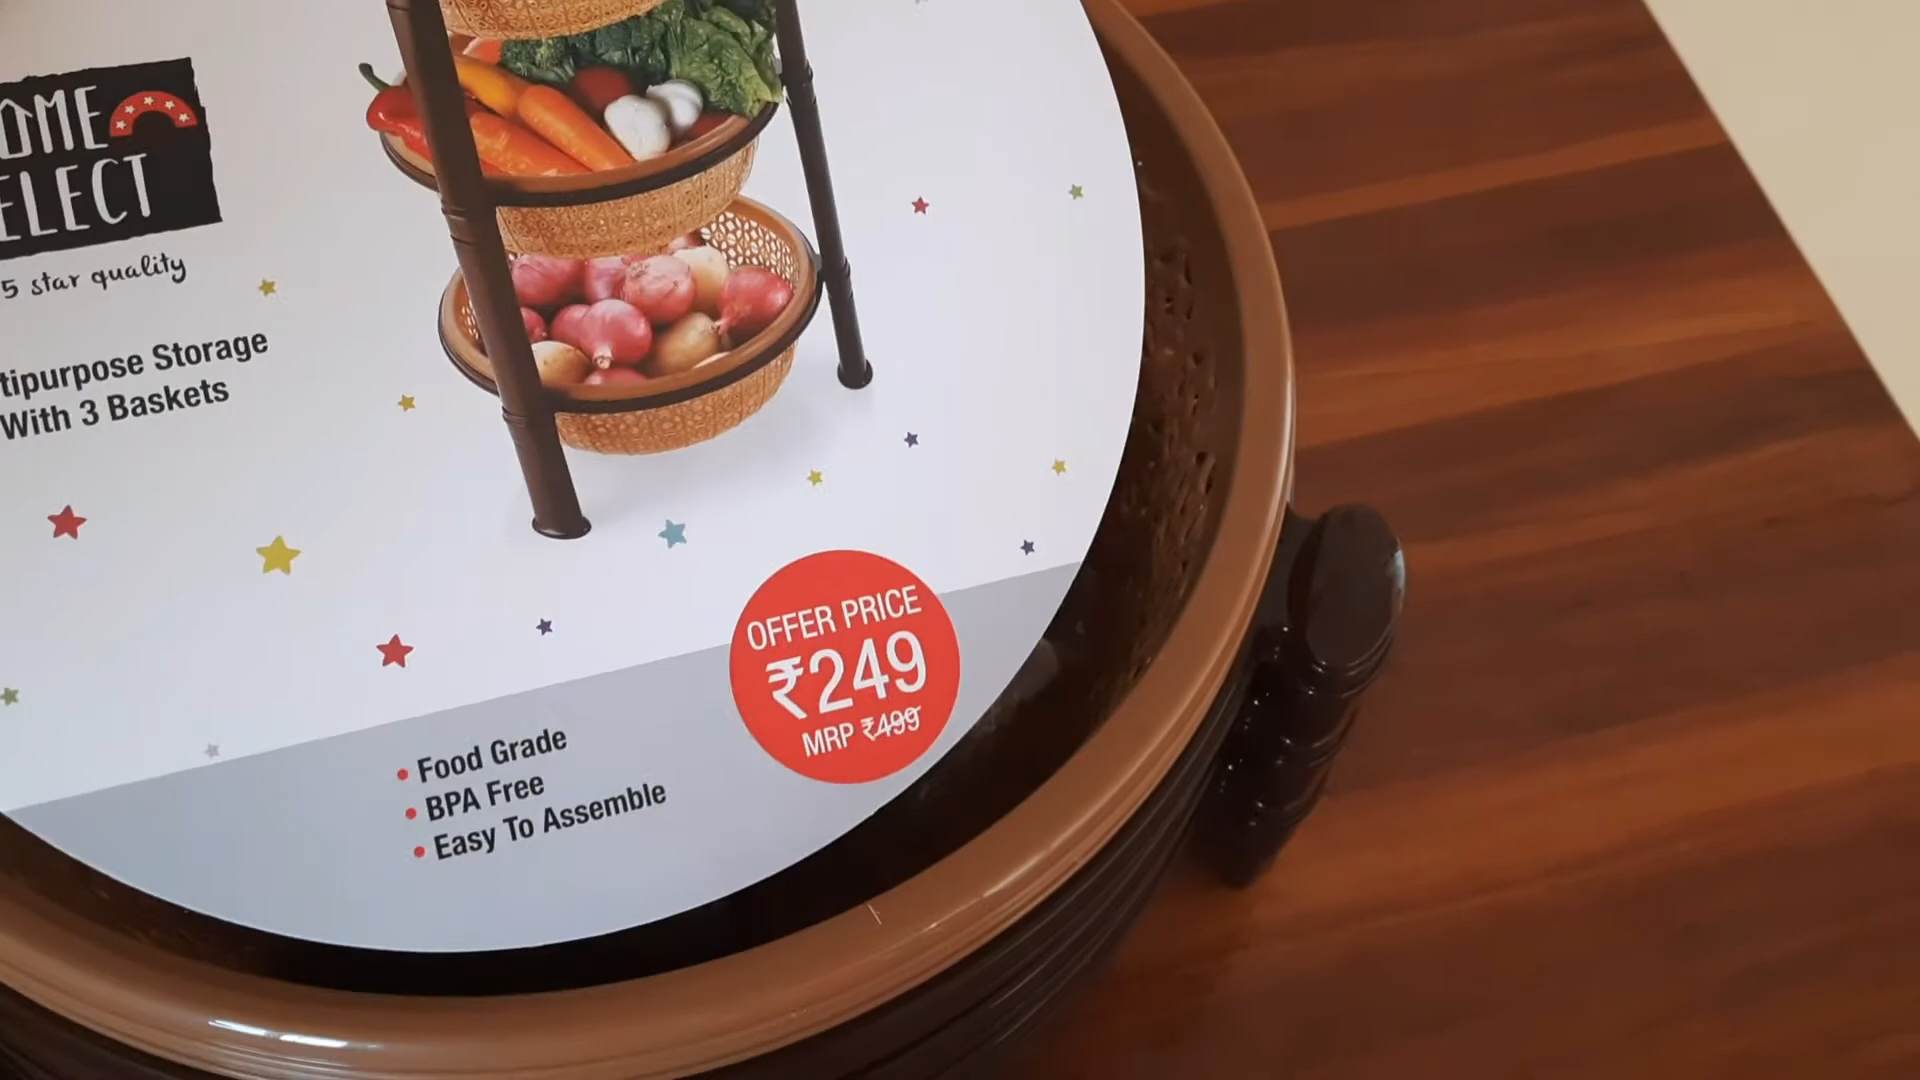 OME
ELECT
5 star quality
tipurpose Storage
With 3 Baskets
OFFER PRICE
₹249
MRP ₹499
• Food Grade
• BPA Free
• Easy To Assemble